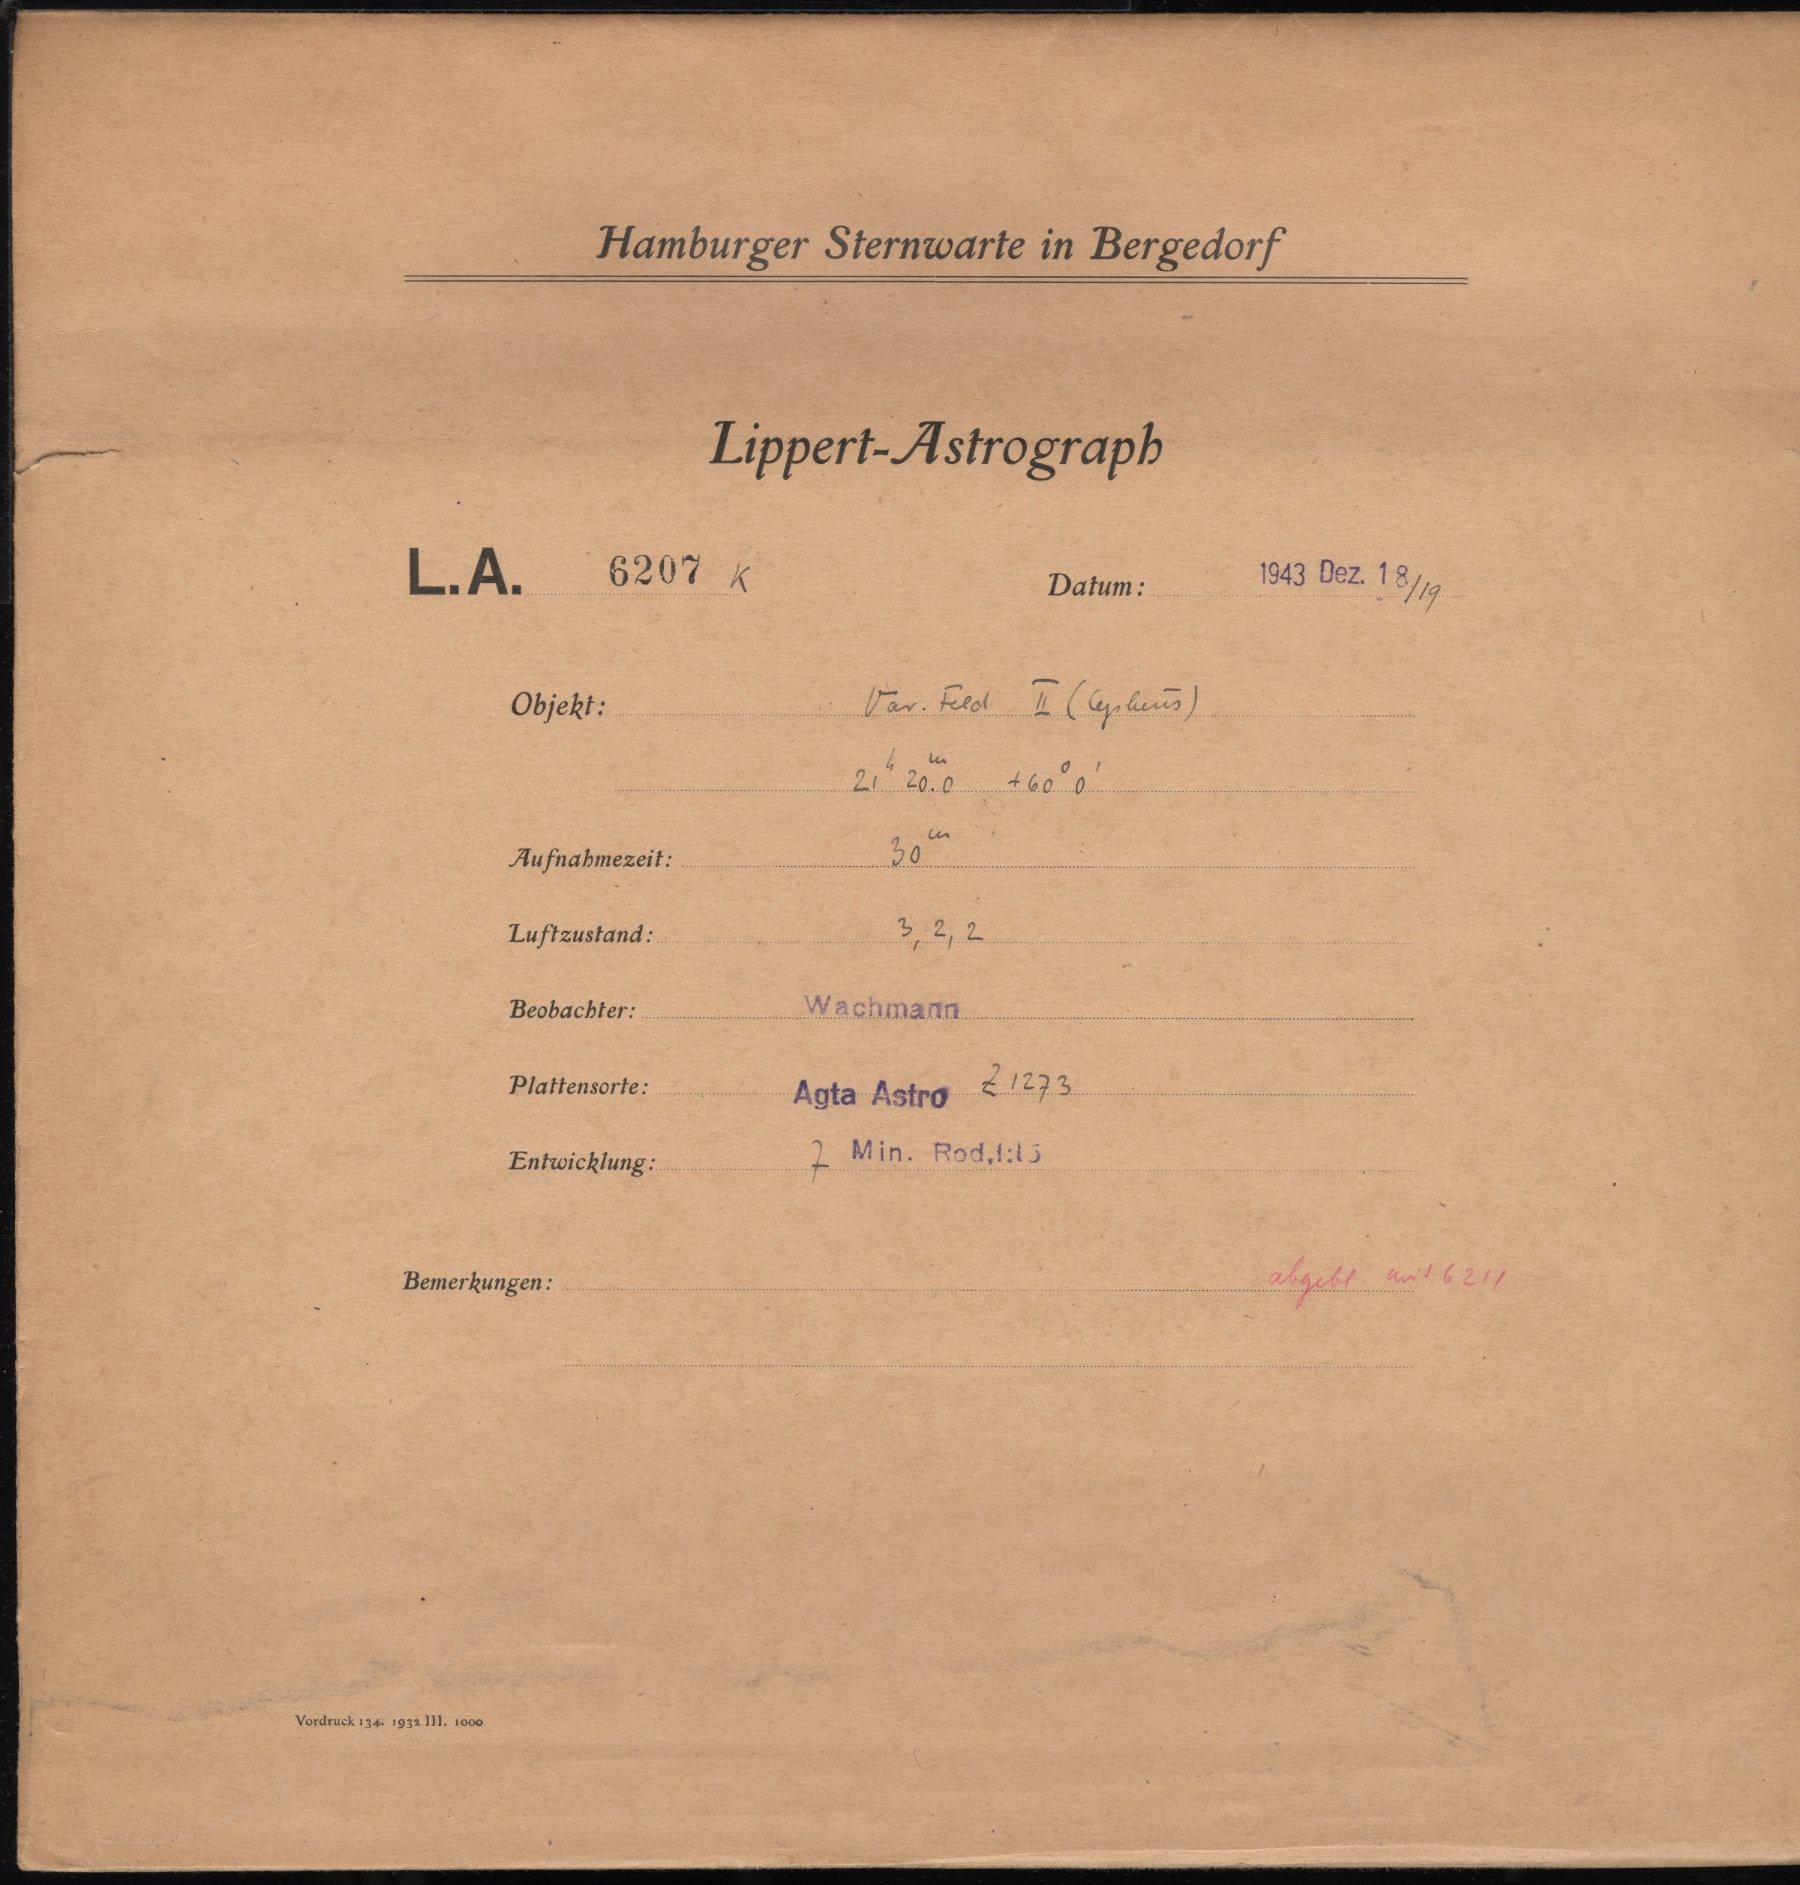 Hamburger Sternwarte in Bergedorf
Lippert-Astrograph
L.A. 6207 K Datum: 1943 Dez. 18/19
Objekt: Var. Feld II (Cepheus)
21h 20.0m +60° 0'
Aufnahmezeit: 30m
Luftzustand: 3, 2, 2
Beobachter: Wachmann
Plattensorte: Agfa Astro Z 1273
Entwicklung: 7 Min. Rod. 1:15
Bemerkungen: mit 6211
Vordruck 134. 1932 III. 1000